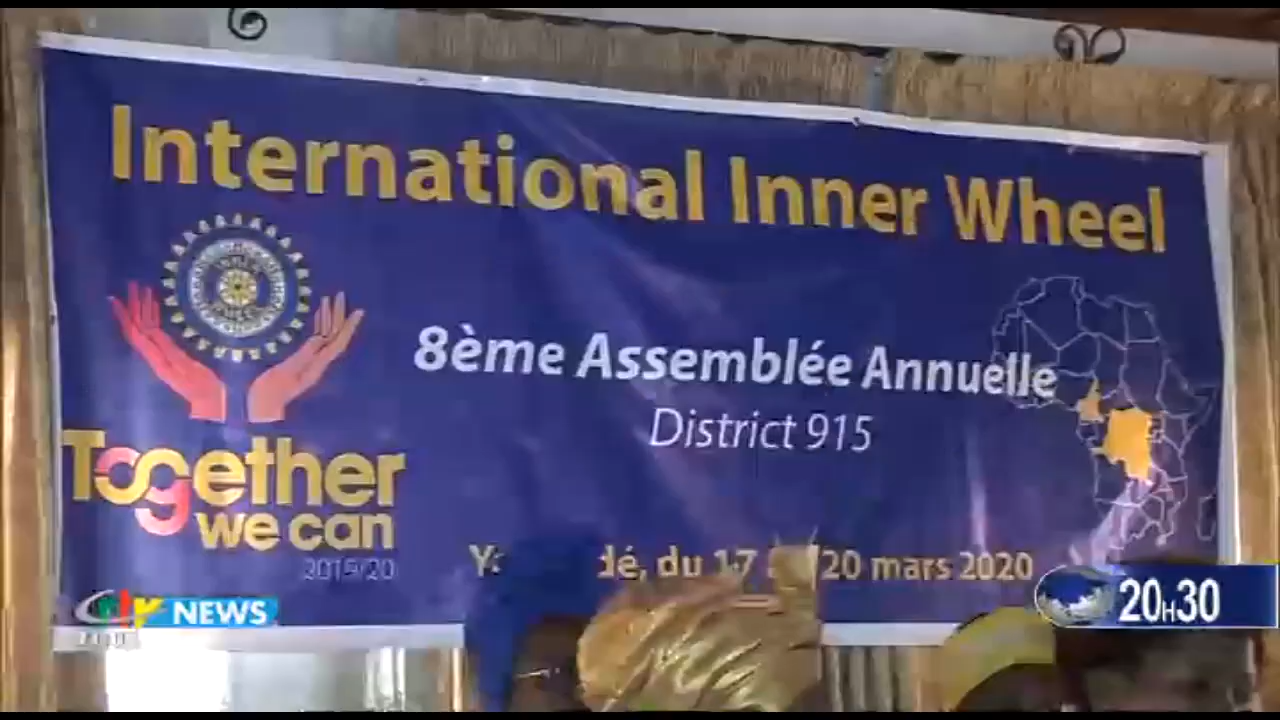 International Inner Wheel
8ème Assemblée Annuelle
District 915
Together
we can
2019/20
du 17 20 mars 2020
NEWS
20H30